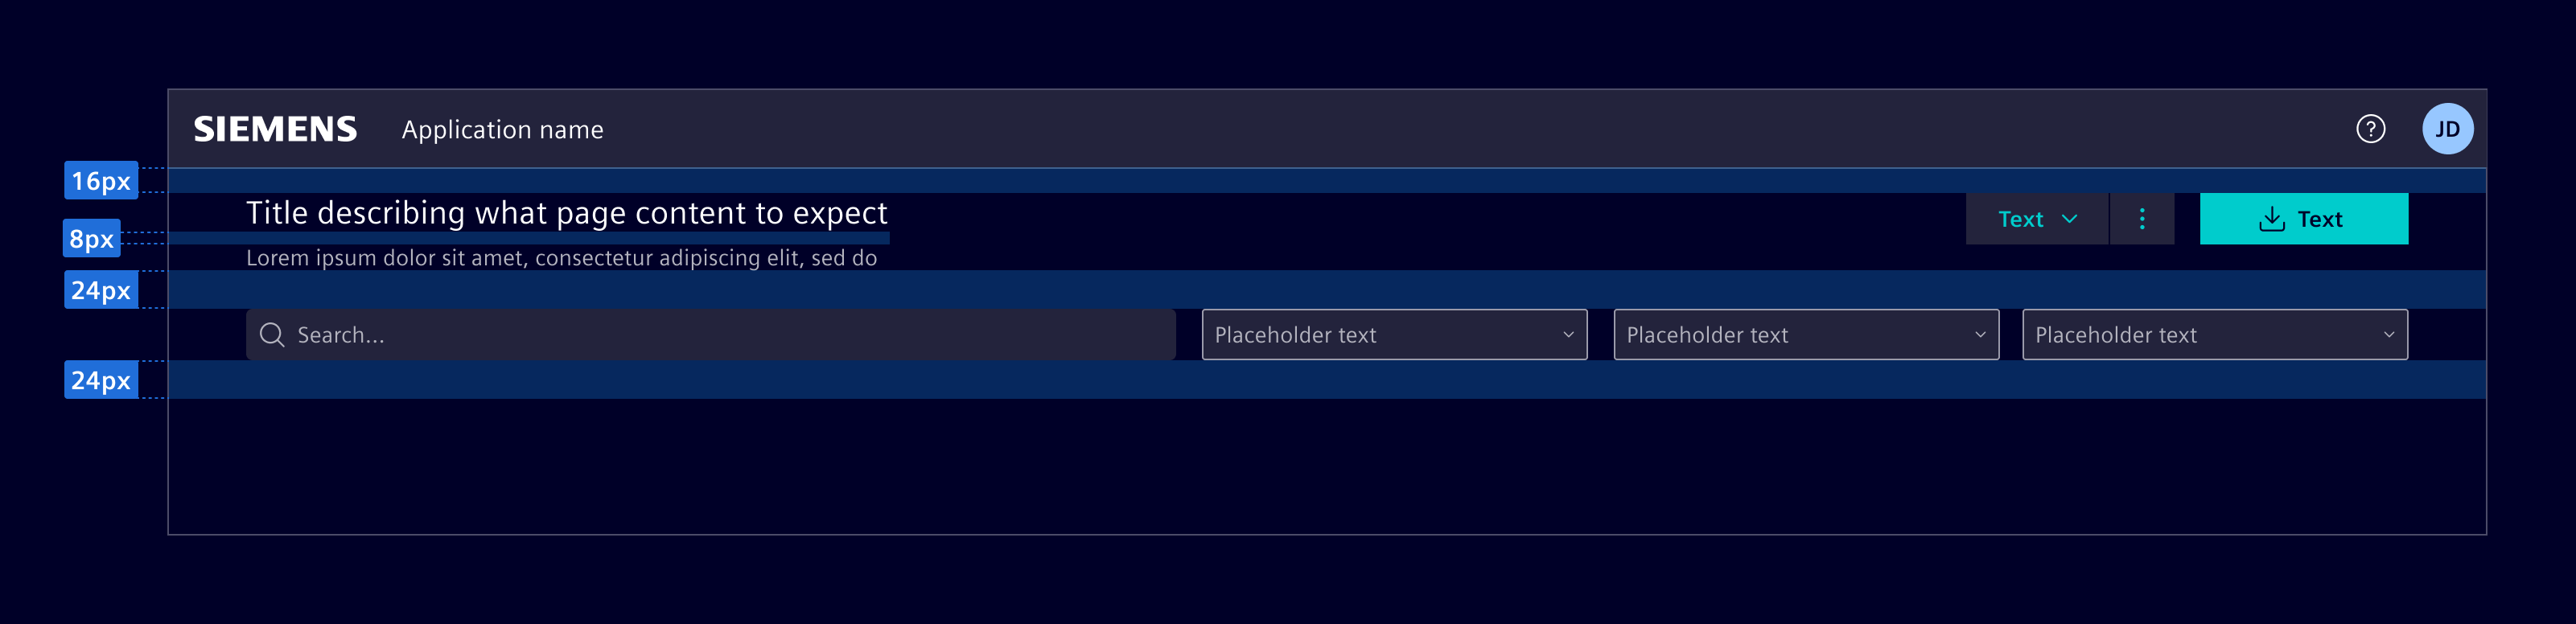 SIEMENS Application name ? JD
16px
Title describing what page content to expect Text Text
8px
Lorem ipsum dolor sit amet, consectetur adipiscing elit, sed do
24px
Search... Placeholder text Placeholder text Placeholder text
24px